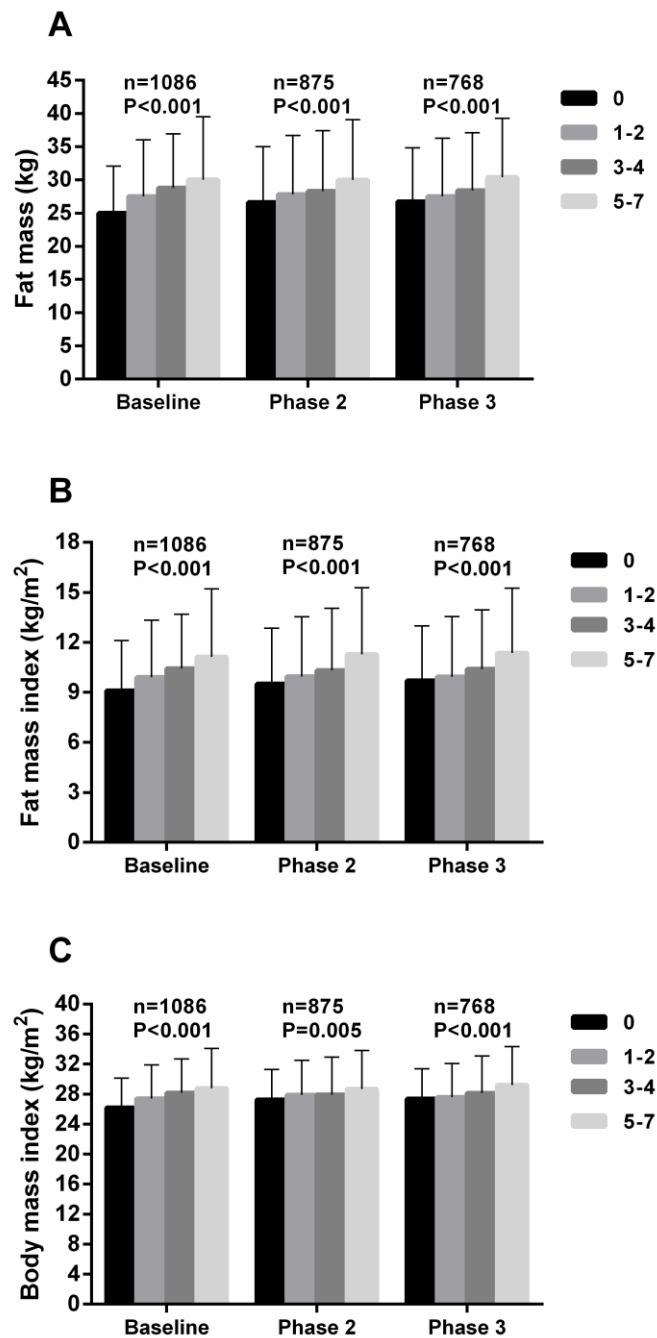 A
Fat mass (kg)
45
40
35
30
25
20
15
10
5
0
n=1086
P<0.001
n=875
P<0.001
n=768
P<0.001
Baseline
Phase 2
Phase 3
0
1-2
3-4
5-7
B
Fat mass index (kg/m²)
18
15
12
9
6
3
0
n=1086
P<0.001
n=875
P<0.001
n=768
P<0.001
Baseline
Phase 2
Phase 3
0
1-2
3-4
5-7
C
Body mass index (kg/m²)
40
36
32
28
24
20
16
12
8
4
0
n=1086
P<0.001
n=875
P=0.005
n=768
P<0.001
Baseline
Phase 2
Phase 3
0
1-2
3-4
5-7